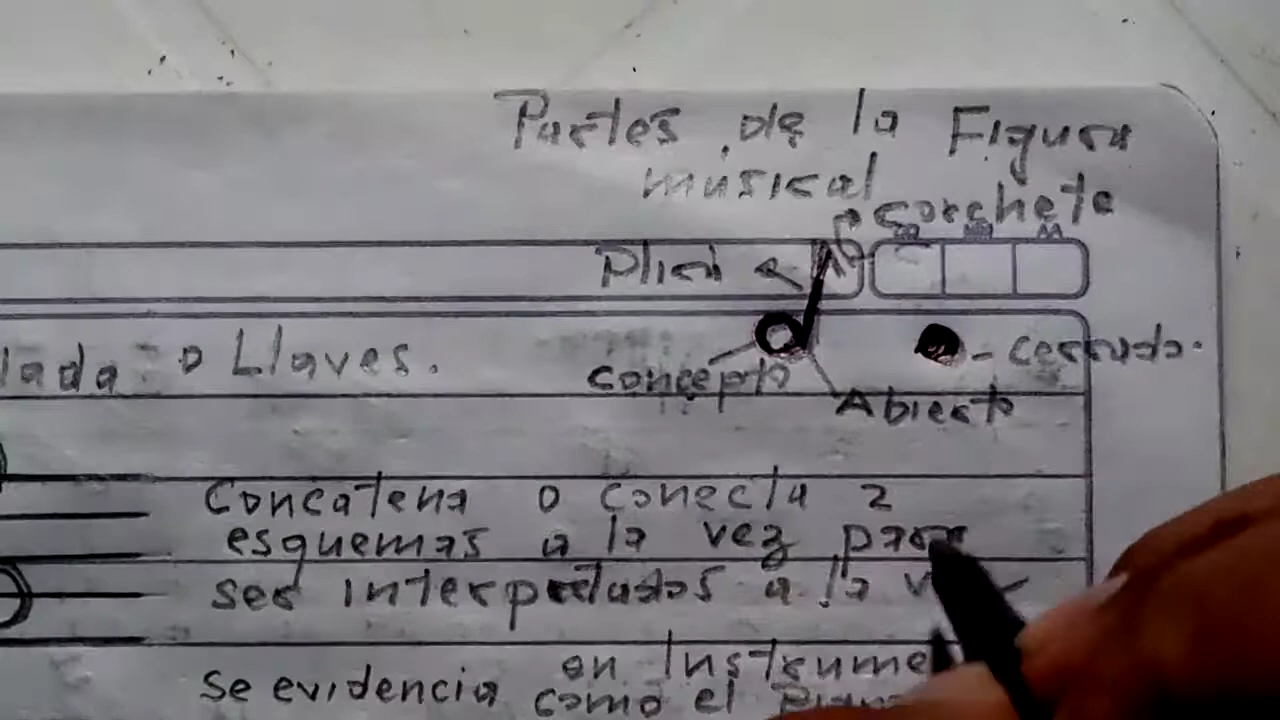 Partes de la Figura
musical
corchete
Plica
lada o Llaves.
concepto
Abierto
cerrado.
Concatena o conecta 2
esquemas a la vez para
ser interpretados a la
en Instrume
Se evidencia como el